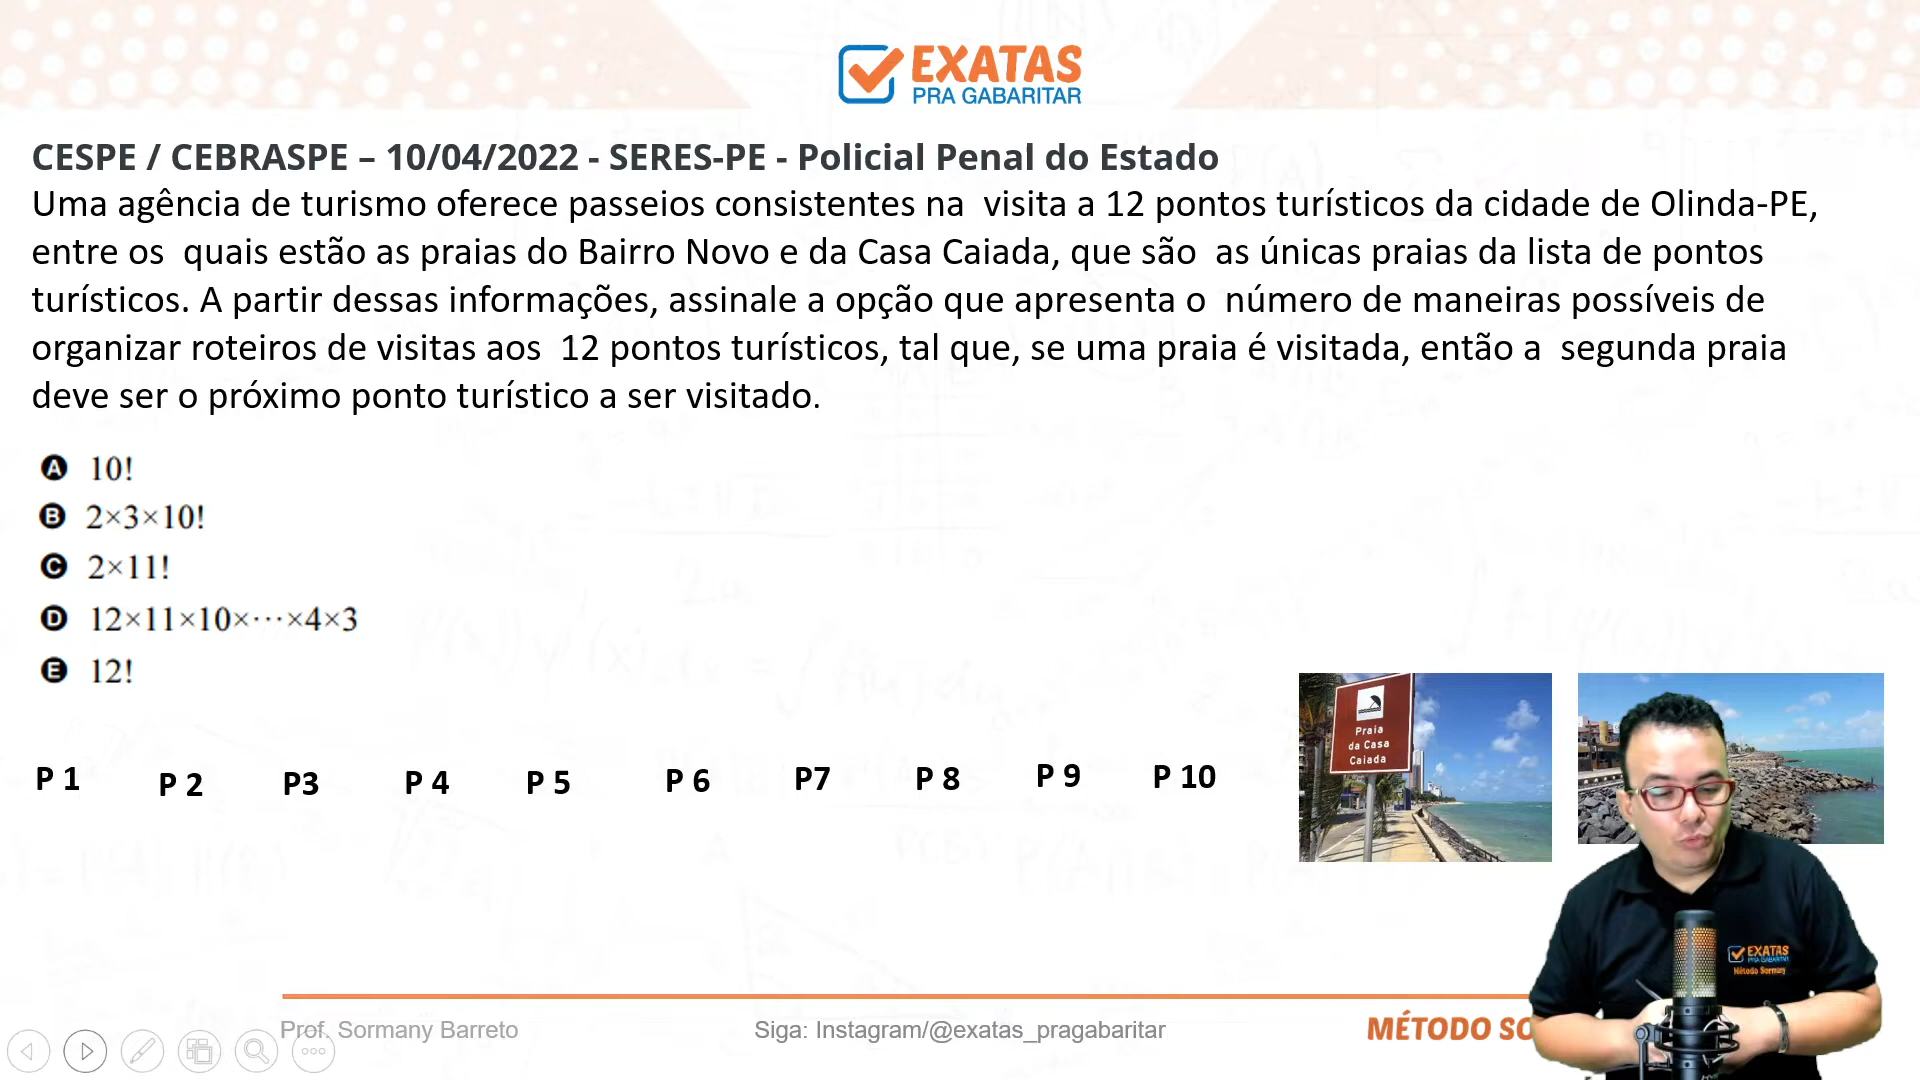 EXATAS
PRA GABARITAR
CESPE / CEBRASPE – 10/04/2022 - SERES-PE - Policial Penal do Estado
Uma agência de turismo oferece passeios consistentes na visita a 12 pontos turísticos da cidade de Olinda-PE,
entre os quais estão as praias do Bairro Novo e da Casa Caiada, que são as únicas praias da lista de pontos
turísticos. A partir dessas informações, assinale a opção que apresenta o número de maneiras possíveis de
organizar roteiros de visitas aos 12 pontos turísticos, tal que, se uma praia é visitada, então a segunda praia
deve ser o próximo ponto turístico a ser visitado.
A 10!
B 2×3×10!
C 2×11!
D 12×11×10×···×4×3
E 12!
Praia
da Casa
Caiada
P 1 P 2 P3 P 4 P 5 P 6 P7 P 8 P 9 P 10
EXATAS
PRA GABARITAR
Método Sormany
Prof. Sormany Barreto
Siga: Instagram/@exatas_pragabaritar
MÉTODO SO